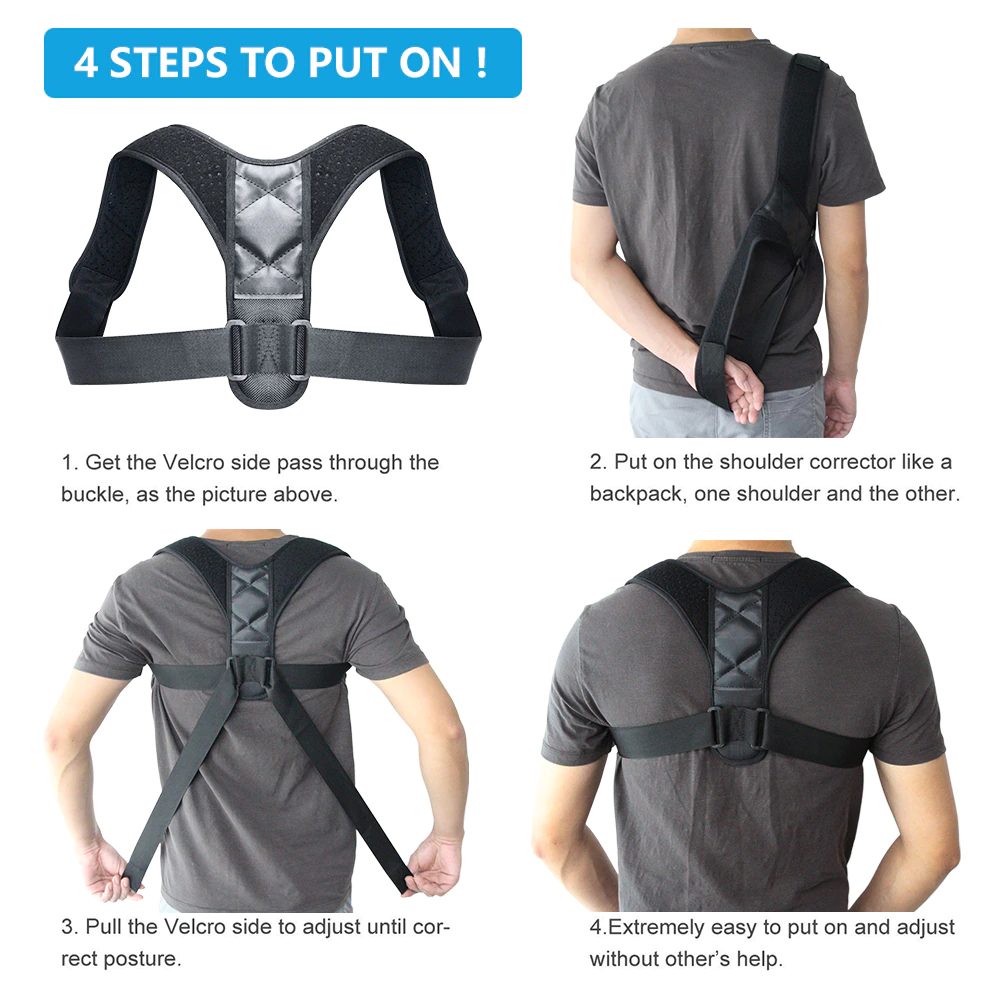 4 STEPS TO PUT ON !
1. Get the Velcro side pass through the
buckle, as the picture above.
2. Put on the shoulder corrector like a
backpack, one shoulder and the other.
3. Pull the Velcro side to adjust until cor-
rect posture.
4.Extremely easy to put on and adjust
without other's help.